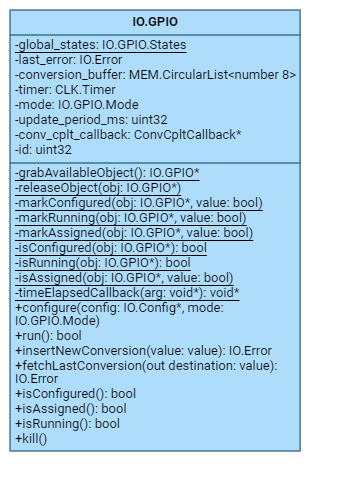 IO.GPIO
-global_states: IO.GPIO.States
-last_error: IO.Error
-conversion_buffer: MEM.CircularList<number 8>
-timer: CLK.Timer
-mode: IO.GPIO.Mode
-update_period_ms: uint32
-conv_cplt_callback: ConvCpltCallback*
-id: uint32
-grabAvailableObject(): IO.GPIO*
-releaseObject(obj: IO.GPIO*)
-markConfigured(obj: IO.GPIO*, value: bool)
-markRunning(obj: IO.GPIO*, value: bool)
-markAssigned(obj: IO.GPIO*, value: bool)
-isConfigured(obj: IO.GPIO*): bool
-isRunning(obj: IO.GPIO*): bool
-isAssigned(obj: IO.GPIO*, value: bool)
-timeElapsedCallback(arg: void*): void*
+configure(config: IO.Config*, mode:
IO.GPIO.Mode)
+run(): bool
+insertNewConversion(value: value): IO.Error
+fetchLastConversion(out destination: value):
IO.Error
+isConfigured(): bool
+isAssigned(): bool
+isRunning(): bool
+kill()